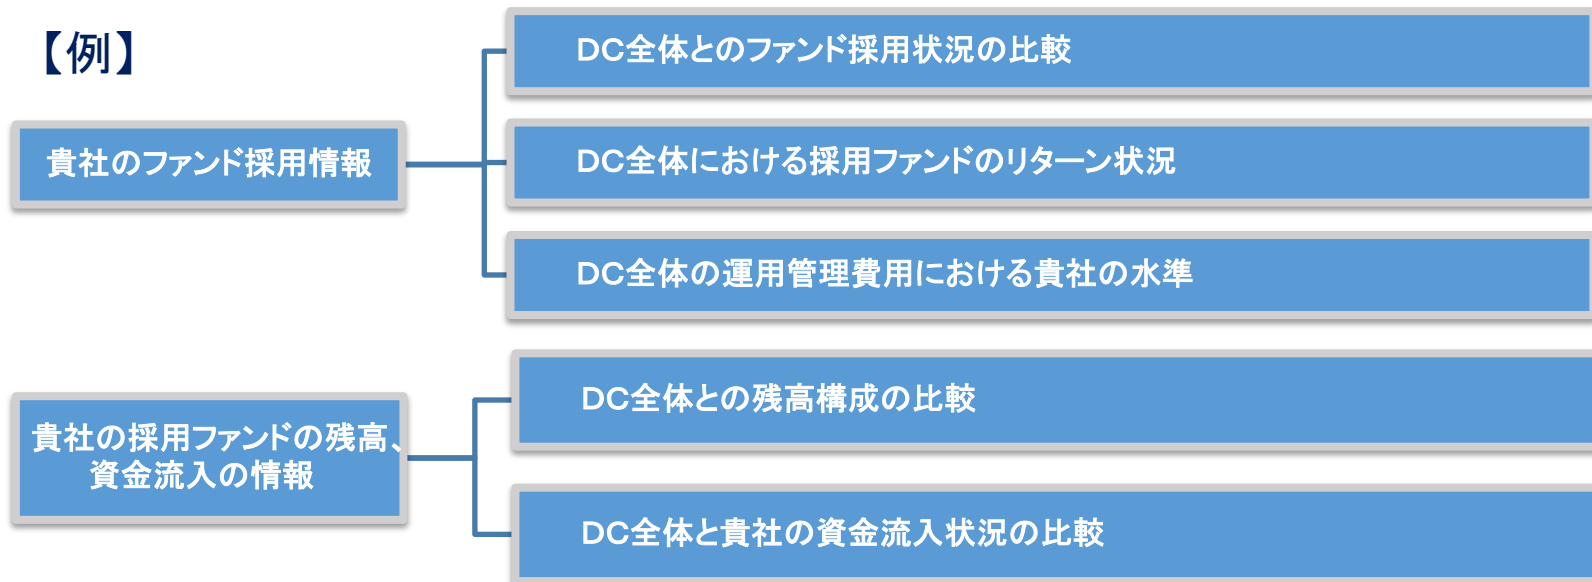 【例】
貴社のファンド採用情報
DC全体とのファンド採用状況の比較
DC全体における採用ファンドのリターン状況
DC全体の運用管理費用における貴社の水準
貴社の採用ファンドの残高、
資金流入の情報
DC全体との残高構成の比較
DC全体と貴社の資金流入状況の比較